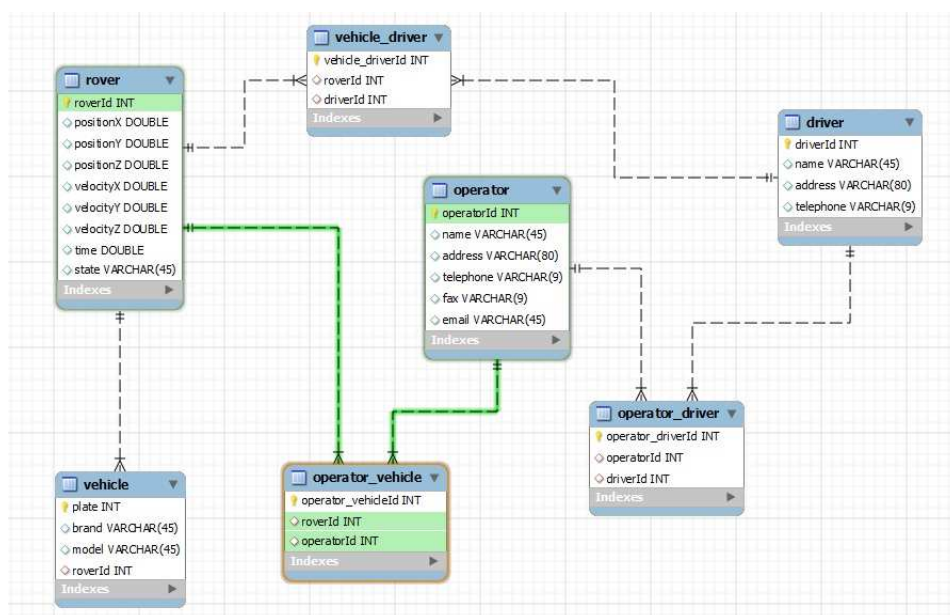 vehicle_driver
vehicle_driverId INT
roverId INT
driverId INT
Indexes
rover
roverId INT
positionX DOUBLE
positionY DOUBLE
positionZ DOUBLE
velocityX DOUBLE
velocityY DOUBLE
velocityZ DOUBLE
time DOUBLE
state VARCHAR(45)
Indexes
driver
driverId INT
name VARCHAR(45)
address VARCHAR(80)
telephone VARCHAR(9)
Indexes
operator
operatorId INT
name VARCHAR(45)
address VARCHAR(80)
telephone VARCHAR(9)
fax VARCHAR(9)
email VARCHAR(45)
Indexes
operator_driver
operator_driverId INT
operatorId INT
driverId INT
Indexes
vehicle
plate INT
brand VARCHAR(45)
model VARCHAR(45)
roverId INT
Indexes
operator_vehicle
operator_vehicleId INT
roverId INT
operatorId INT
Indexes